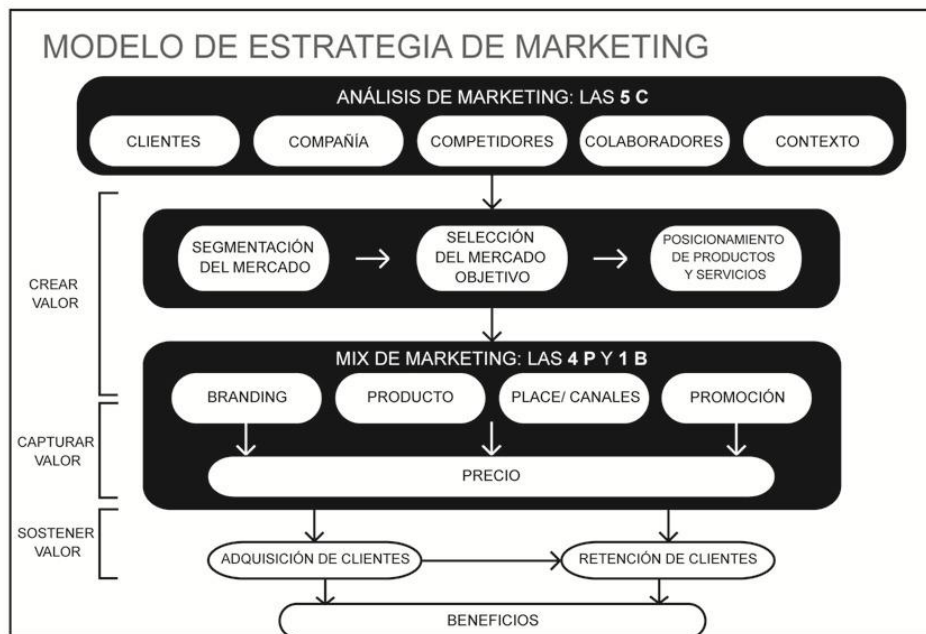 MODELO DE ESTRATEGIA DE MARKETING
ANÁLISIS DE MARKETING: LAS 5 C
CLIENTES
COMPAÑÍA
COMPETIDORES
COLABORADORES
CONTEXTO
CREAR
VALOR
SEGMENTACIÓN
DEL MERCADO
SELECCIÓN
DEL MERCADO
OBJETIVO
POSICIONAMIENTO
DE PRODUCTOS
Y SERVICIOS
MIX DE MARKETING: LAS 4 P Y 1 B
BRANDING
PRODUCTO
PLACE/ CANALES
PROMOCIÓN
CAPTURAR
VALOR
PRECIO
SOSTENER
VALOR
ADQUISICIÓN DE CLIENTES
RETENCIÓN DE CLIENTES
BENEFICIOS